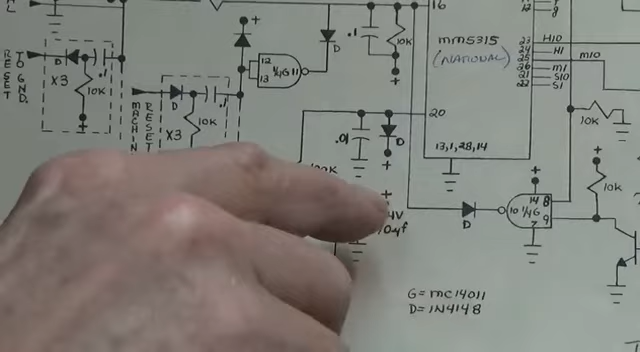 RESET
TO GND.
X3
D
10K
.1
MACHIN
RESET
X3
D
10K
.1
12
13
1/4G 11
D
.1
10K
16
MM5315
(NATIONAL)
20
13,1,28,14
23
24
25
26
21
22
H10
H1
M10
M1
S10
S1
.01
D
10K
10K
14
8
10 1/4G
9
7
D
G=MC14011
D=1N4148